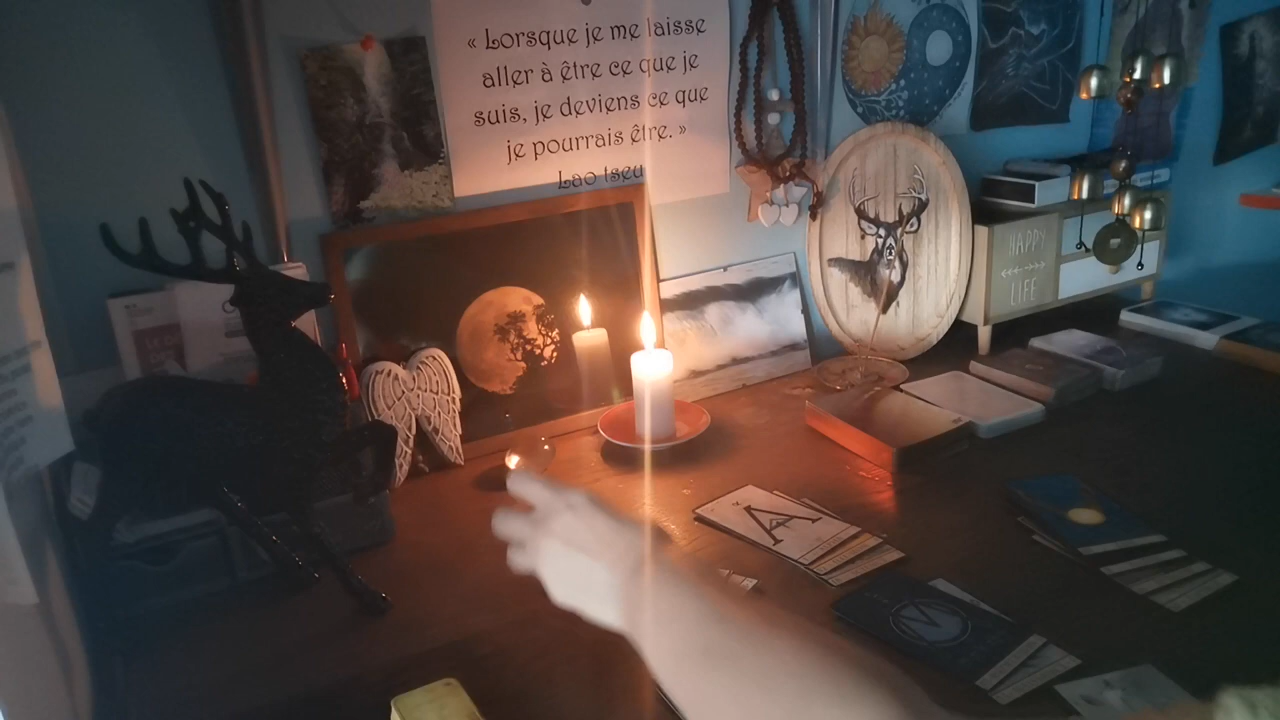 « Lorsque je me laisse
aller à être ce que je
suis, je deviens ce que
je pourrais être. »
Lao tseu
HAPPY
LIFE